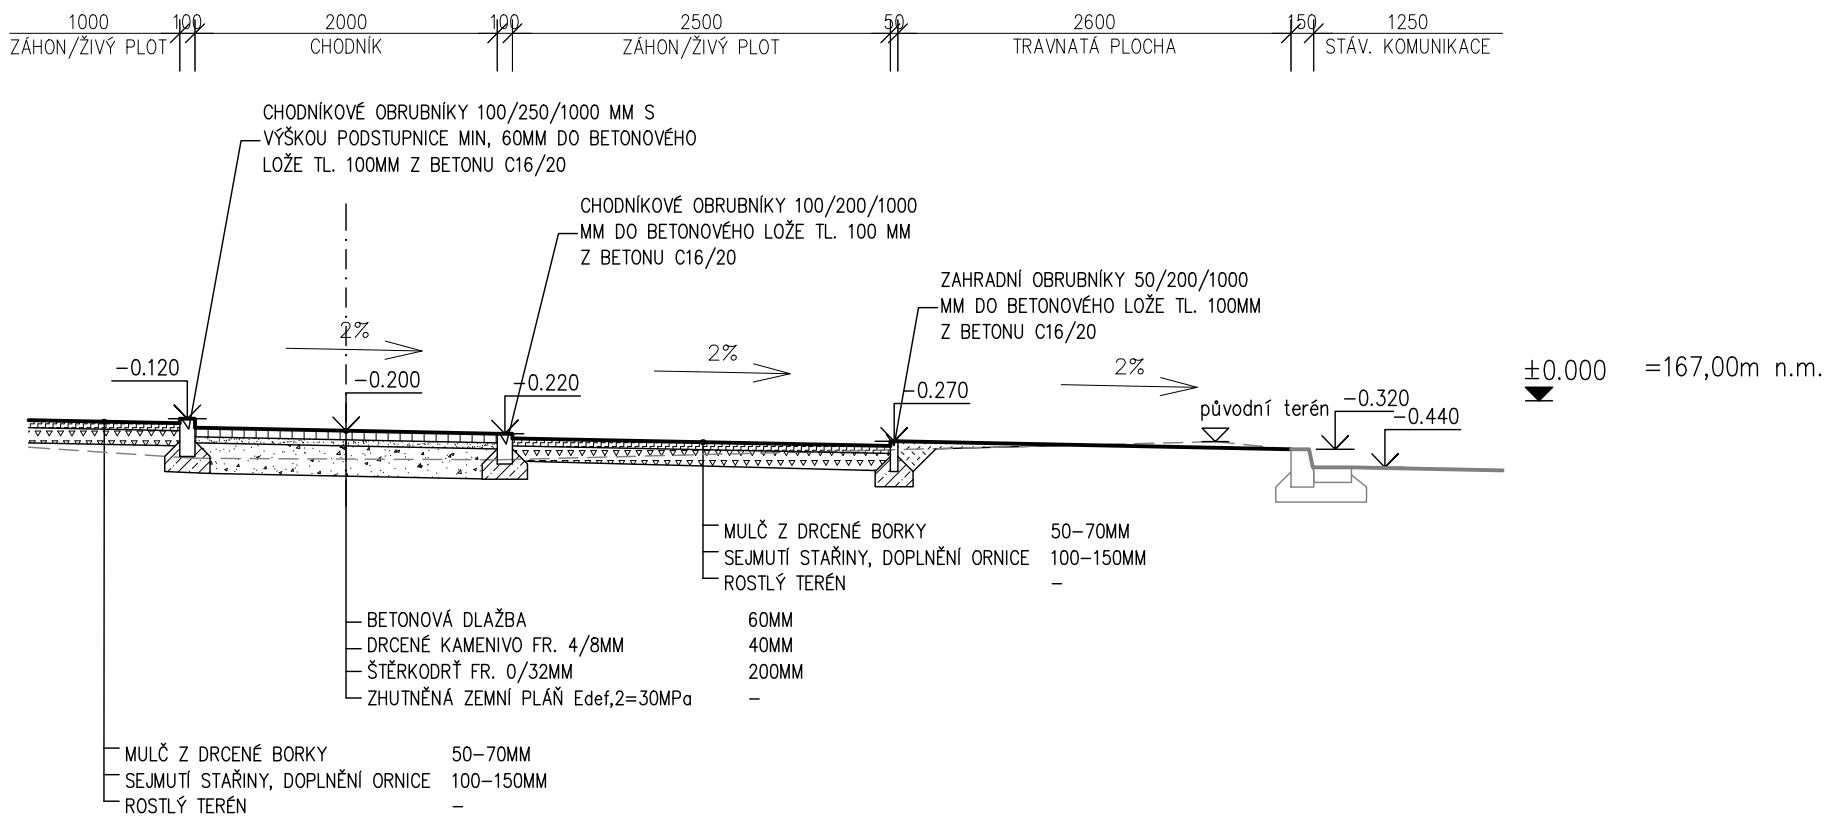 1000 100 2000 100 2500 50 2600 150 1250
ZÁHON/ŽIVÝ PLOT CHODNÍK ZÁHON/ŽIVÝ PLOT TRAVNATÁ PLOCHA STÁV. KOMUNIKACE
CHODNÍKOVÉ OBRUBNÍKY 100/250/1000 MM S
VÝŠKOU PODSTUPNICE MIN, 60MM DO BETONOVÉHO
LOŽE TL. 100MM Z BETONU C16/20
CHODNÍKOVÉ OBRUBNÍKY 100/200/1000
MM DO BETONOVÉHO LOŽE TL. 100 MM
Z BETONU C16/20
ZAHRADNÍ OBRUBNÍKY 50/200/1000
MM DO BETONOVÉHO LOŽE TL. 100MM
Z BETONU C16/20
2%
2%
2%
-0.120
-0.200
-0.220
-0.270
původní terén
-0.320
-0.440
±0.000 =167,00m n.m.
MULČ Z DRCENÉ BORKY 50-70MM
SEJMUTÍ STAŘINY, DOPLNĚNÍ ORNICE 100-150MM
ROSTLÝ TERÉN -
BETONOVÁ DLAŽBA 60MM
DRCENÉ KAMENIVO FR. 4/8MM 40MM
ŠTĚRKODRŤ FR. 0/32MM 200MM
ZHUTNĚNÁ ZEMNÍ PLÁŇ Edef,2=30MPa -
MULČ Z DRCENÉ BORKY 50-70MM
SEJMUTÍ STAŘINY, DOPLNĚNÍ ORNICE 100-150MM
ROSTLÝ TERÉN -